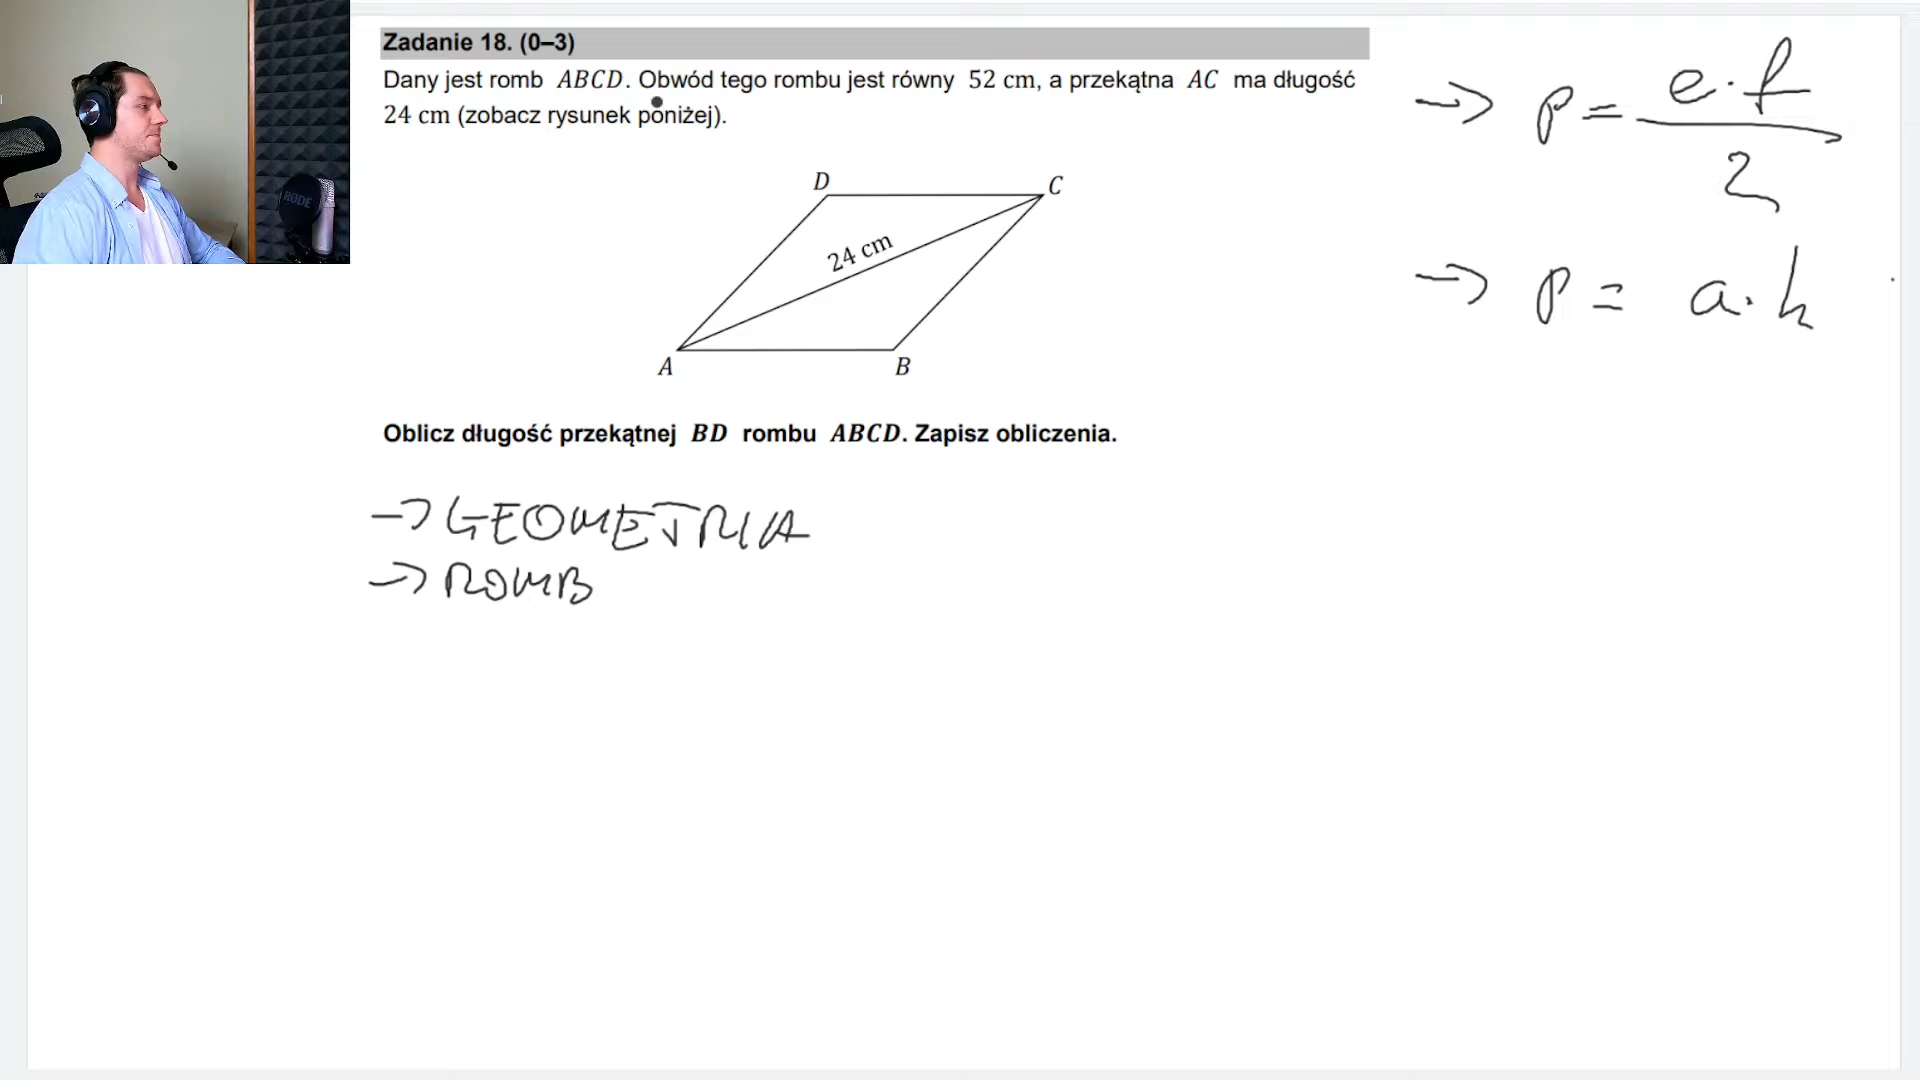 Zadanie 18. (0–3)
Dany jest romb ABCD. Obwód tego rombu jest równy 52 cm, a przekątna AC ma długość
24 cm (zobacz rysunek poniżej).
D
C
24 cm
A
B
Oblicz długość przekątnej BD rombu ABCD. Zapisz obliczenia.
→ GEOMETRIA
→ ROMB
→ P = e·f / 2
→ P = a·h
RØDE